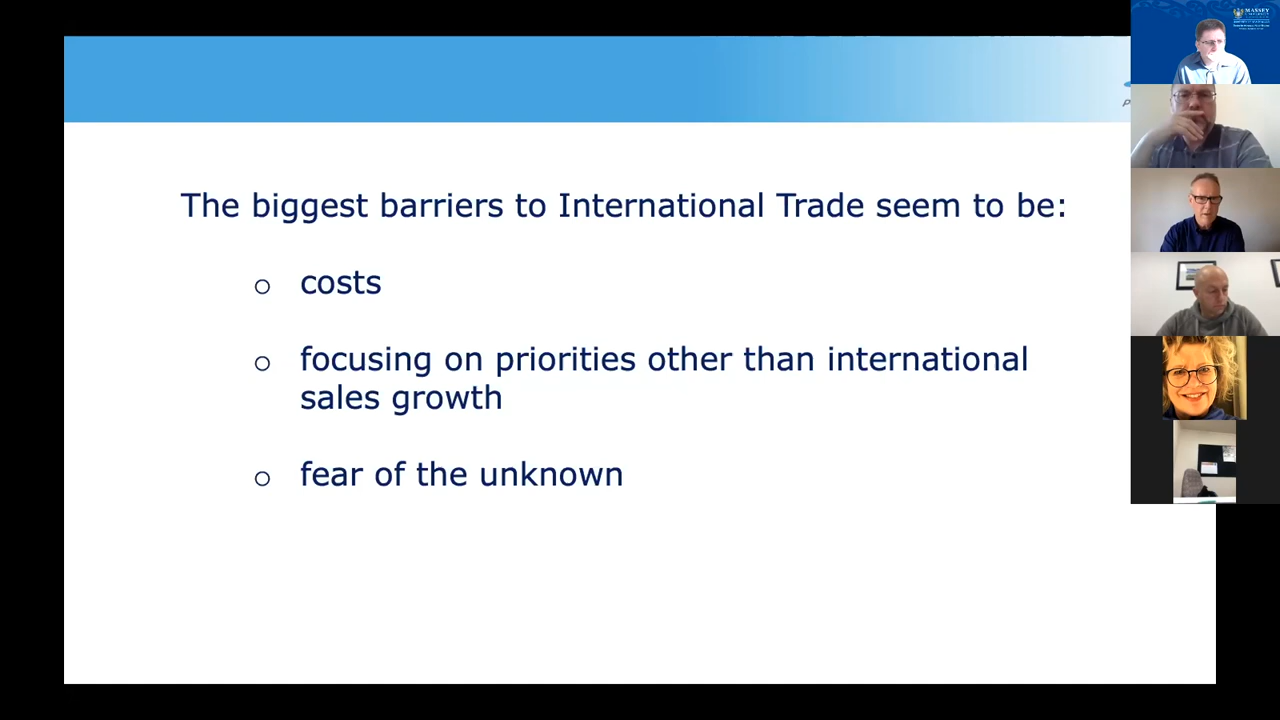 MASSEY
The biggest barriers to International Trade seem to be:
o costs
o focusing on priorities other than international
sales growth
o fear of the unknown